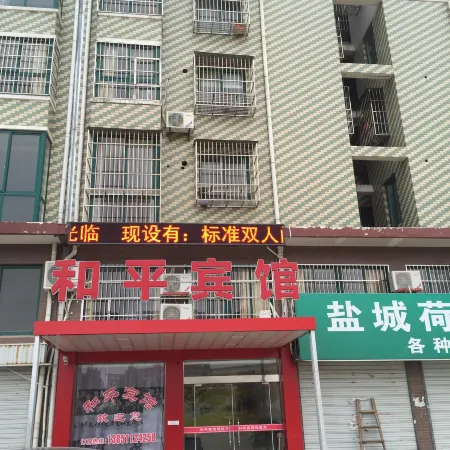 光临 现设有：标准双人
和平宾馆
盐城荷
各种
和平宾馆
欢迎您